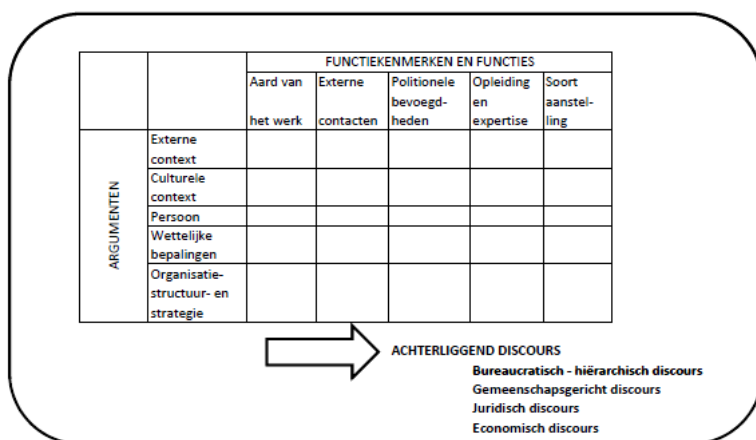 FUNCTIEKENMERKEN EN FUNCTIES
Aard van
het werk
Externe
contacten
Politionele
bevoegd-
heden
Opleiding
en
expertise
Soort
aanstel-
ling
ARGUMENTEN
Externe
context
Culturele
context
Persoon
Wettelijke
bepalingen
Organisatie-
structuur- en
strategie
ACHTERLIGGEND DISCOURS
Bureaucratisch - hiërarchisch discours
Gemeenschapsgericht discours
Juridisch discours
Economisch discours